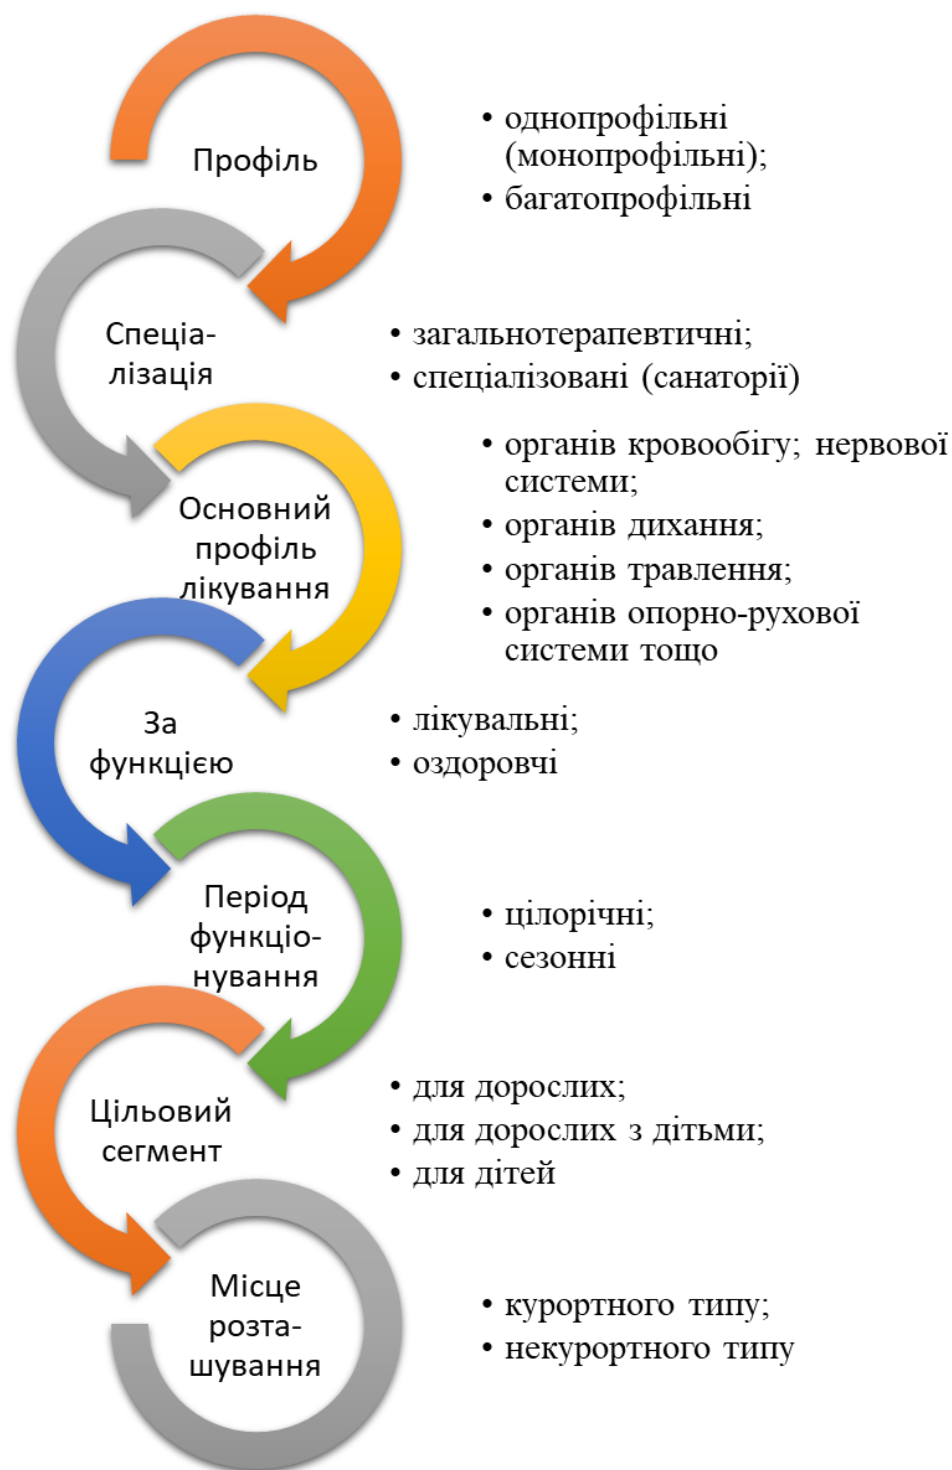 Профіль
• однопрофільні
(монопрофільні);
• багатопрофільні
Спеціа-
лізація
• загальнотерапевтичні;
• спеціалізовані (санаторії)
Основний
профіль
лікування
• органів кровообігу; нервової
системи;
• органів дихання;
• органів травлення;
• органів опорно-рухової
системи тощо
За
функцією
• лікувальні;
• оздоровчі
Період
функціо-
нування
• цілорічні;
• сезонні
Цільовий
сегмент
• для дорослих;
• для дорослих з дітьми;
• для дітей
Місце
розта-
шування
• курортного типу;
• некурортного типу